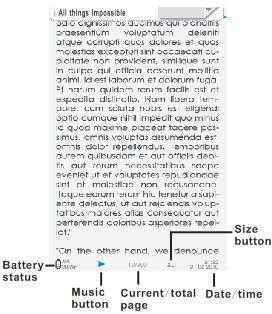 All things impossible
odio dignissimos ducimus qui blanditiis
praesentium voluptatum deleniti
atque corrupti quos dolores et quas
molestias excepturi sint occaecati cu-
piditate non provident, similique sunt
in culpa qui officia deserunt mollitia
animi, id est laborum et dolorum fuga.
Et harum quidem rerum facilis est et
expedita distinctio. Nam libero tem-
pore, cum soluta nobis est eligendi
optio cumque nihil impedit quo minus
id quod maxime placeat facere pos-
simus, omnis voluptas assumenda est,
omnis dolor repellendus. Temporibus
autem quibusdam et aut officiis debi-
tis aut rerum necessitatibus saepe
eveniet ut et voluptates repudiandae
sint et molestiae non recusandae.
Itaque earum rerum hic tenetur a sapi-
ente delectus, ut aut reiciendis volup-
tatibus maiores alias consequatur aut
perferendis doloribus asperiores repel-
lat."
"On the other hand, we denounce
12/200
Battery
status
Music
button
Current/total
page
Size
button
Date/time